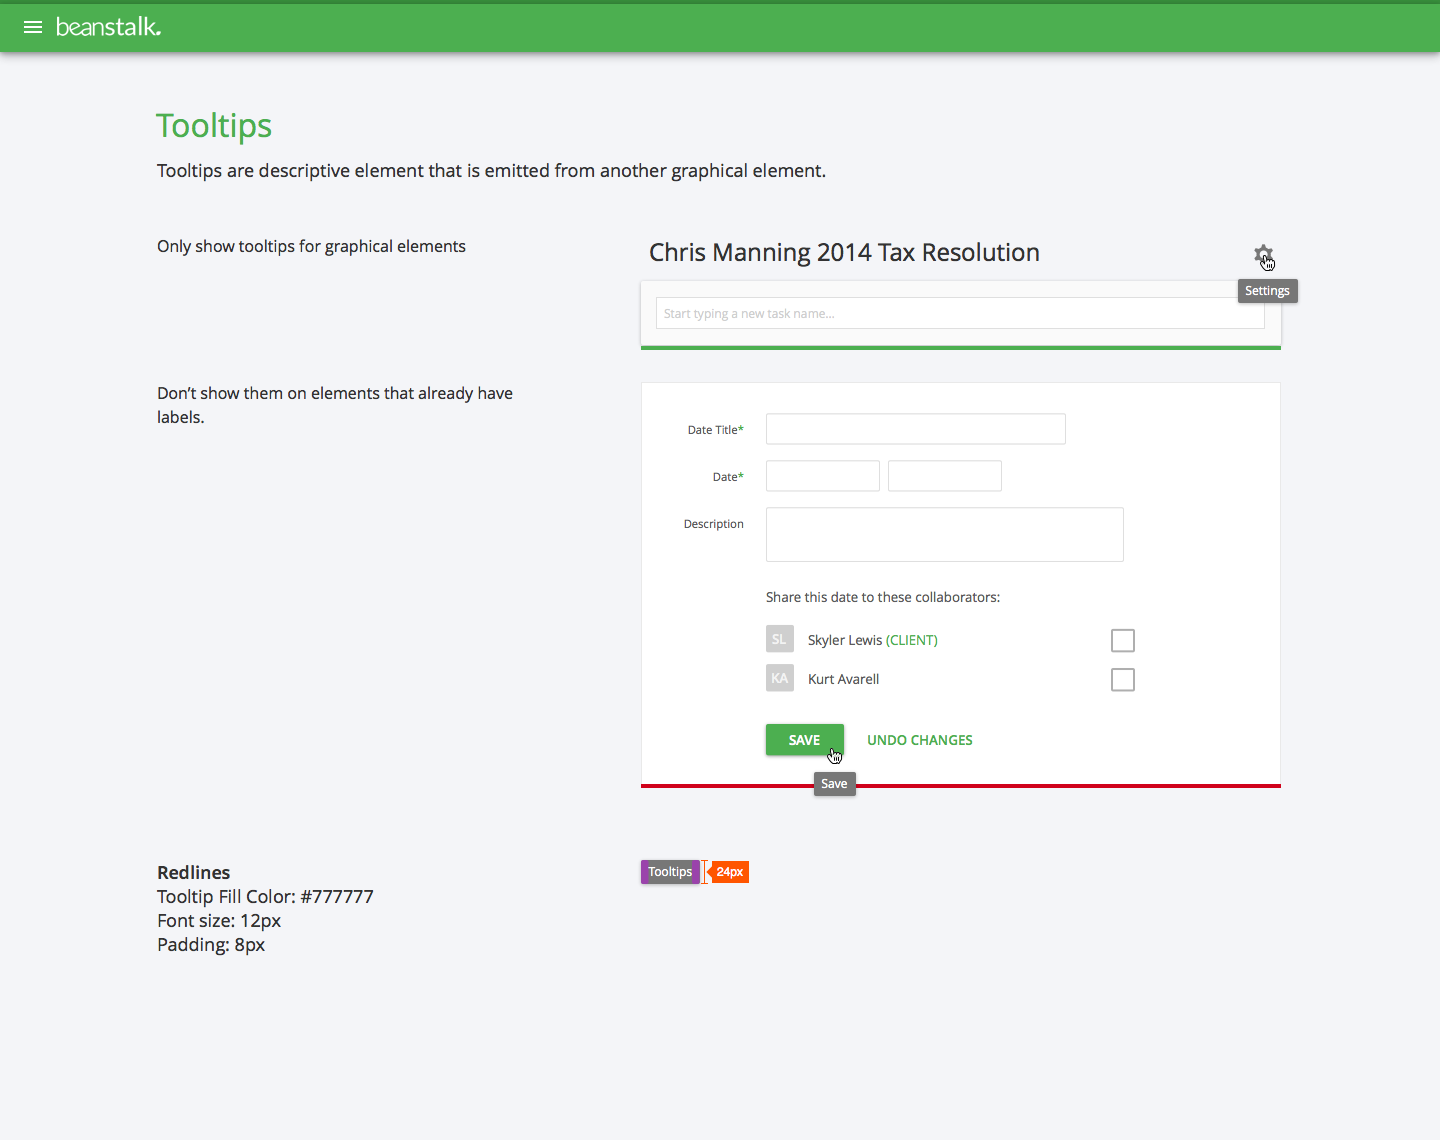 beanstalk.
Tooltips
Tooltips are descriptive element that is emitted from another graphical element.
Only show tooltips for graphical elements
Chris Manning 2014 Tax Resolution
Settings
Start typing a new task name...
Don’t show them on elements that already have
labels.
Date Title*
Date*
Description
Share this date to these collaborators:
SL Skyler Lewis (CLIENT)
KA Kurt Avarell
SAVE UNDO CHANGES
Save
Redlines
Tooltip Fill Color: #777777
Font size: 12px
Padding: 8px
Tooltips 24px